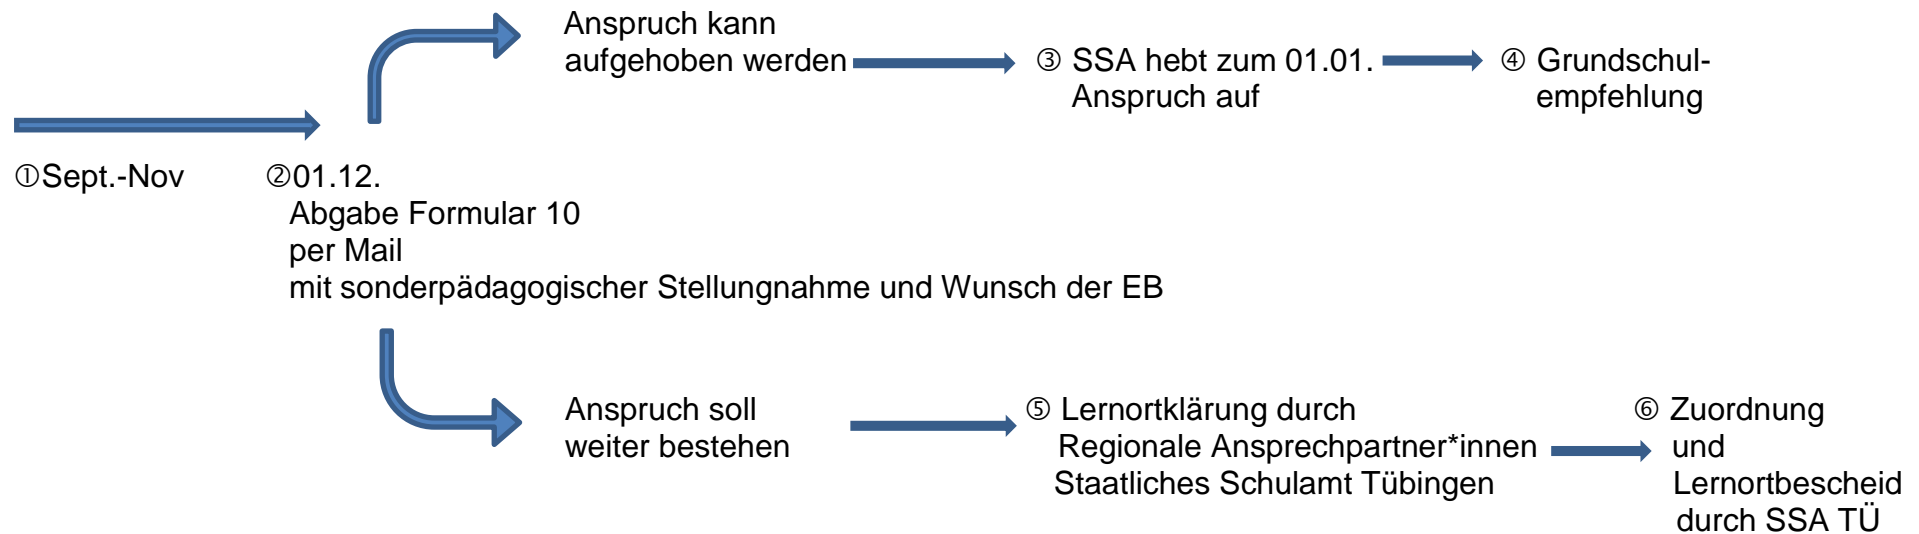 Anspruch kann
aufgehoben werden
③ SSA hebt zum 01.01.
Anspruch auf
④ Grundschul-
empfehlung
①Sept.-Nov
②01.12.
Abgabe Formular 10
per Mail
mit sonderpädagogischer Stellungnahme und Wunsch der EB
Anspruch soll
weiter bestehen
⑤ Lernortklärung durch
Regionale Ansprechpartner*innen
Staatliches Schulamt Tübingen
⑥ Zuordnung
und
Lernortbescheid
durch SSA TÜ